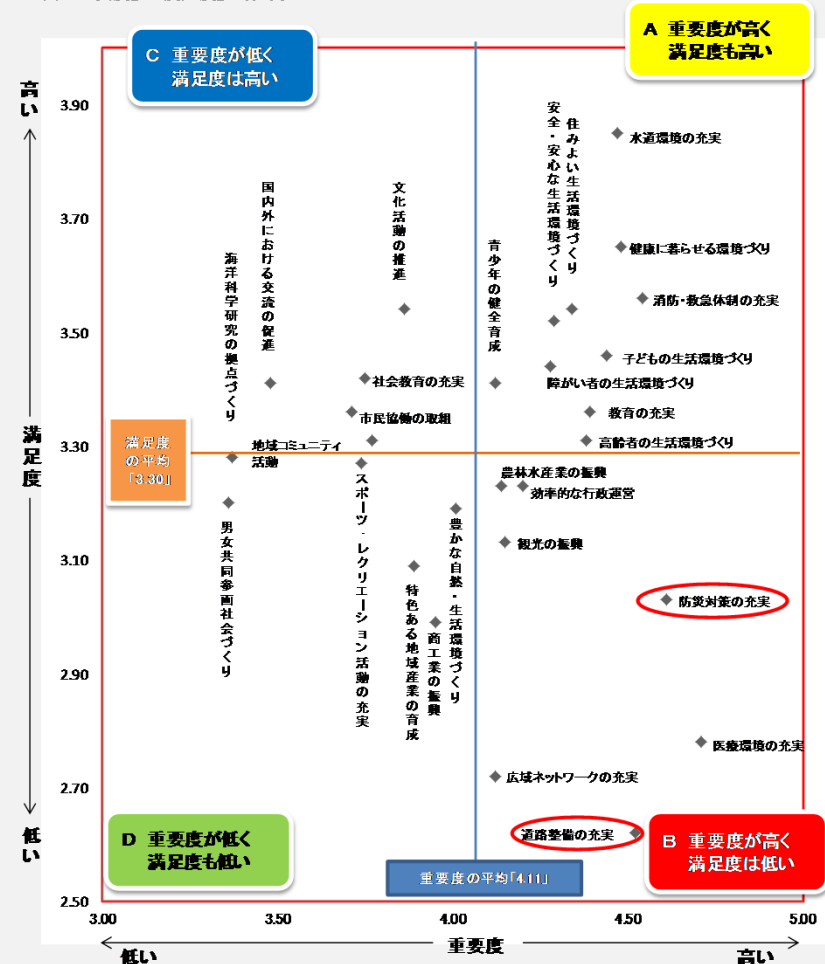 C 重要度が低く
満足度は高い
A 重要度が高く
満足度も高い
高い
満足度
低い
3.90
3.70
3.50
3.30
3.10
2.90
2.70
2.50
満足度
の平均
「3.30」
海洋科学研究の拠点づくり
国内外における交流の促進
文化活動の推進
青少年の健全育成
安全・安心な生活環境づくり
住みよい生活環境づくり
水道環境の充実
健康に暮らせる環境づくり
消防・救急体制の充実
子どもの生活環境づくり
障がい者の生活環境づくり
社会教育の充実
教育の充実
市民協働の取組
高齢者の生活環境づくり
地域コミュニティ
活動
農林水産業の振興
効率的な行政運営
観光の振興
男女共同参画社会づくり
スポーツ・レクリエーション活動の充実
特色ある地域産業の育成
商工業の振興
豊かな自然・生活環境づくり
防災対策の充実
医療環境の充実
広域ネットワークの充実
道路整備の充実
D 重要度が低く
満足度も低い
B 重要度が高く
満足度は低い
重要度の平均「4.11」
3.00
3.50
4.00
4.50
5.00
低い
重要度
高い